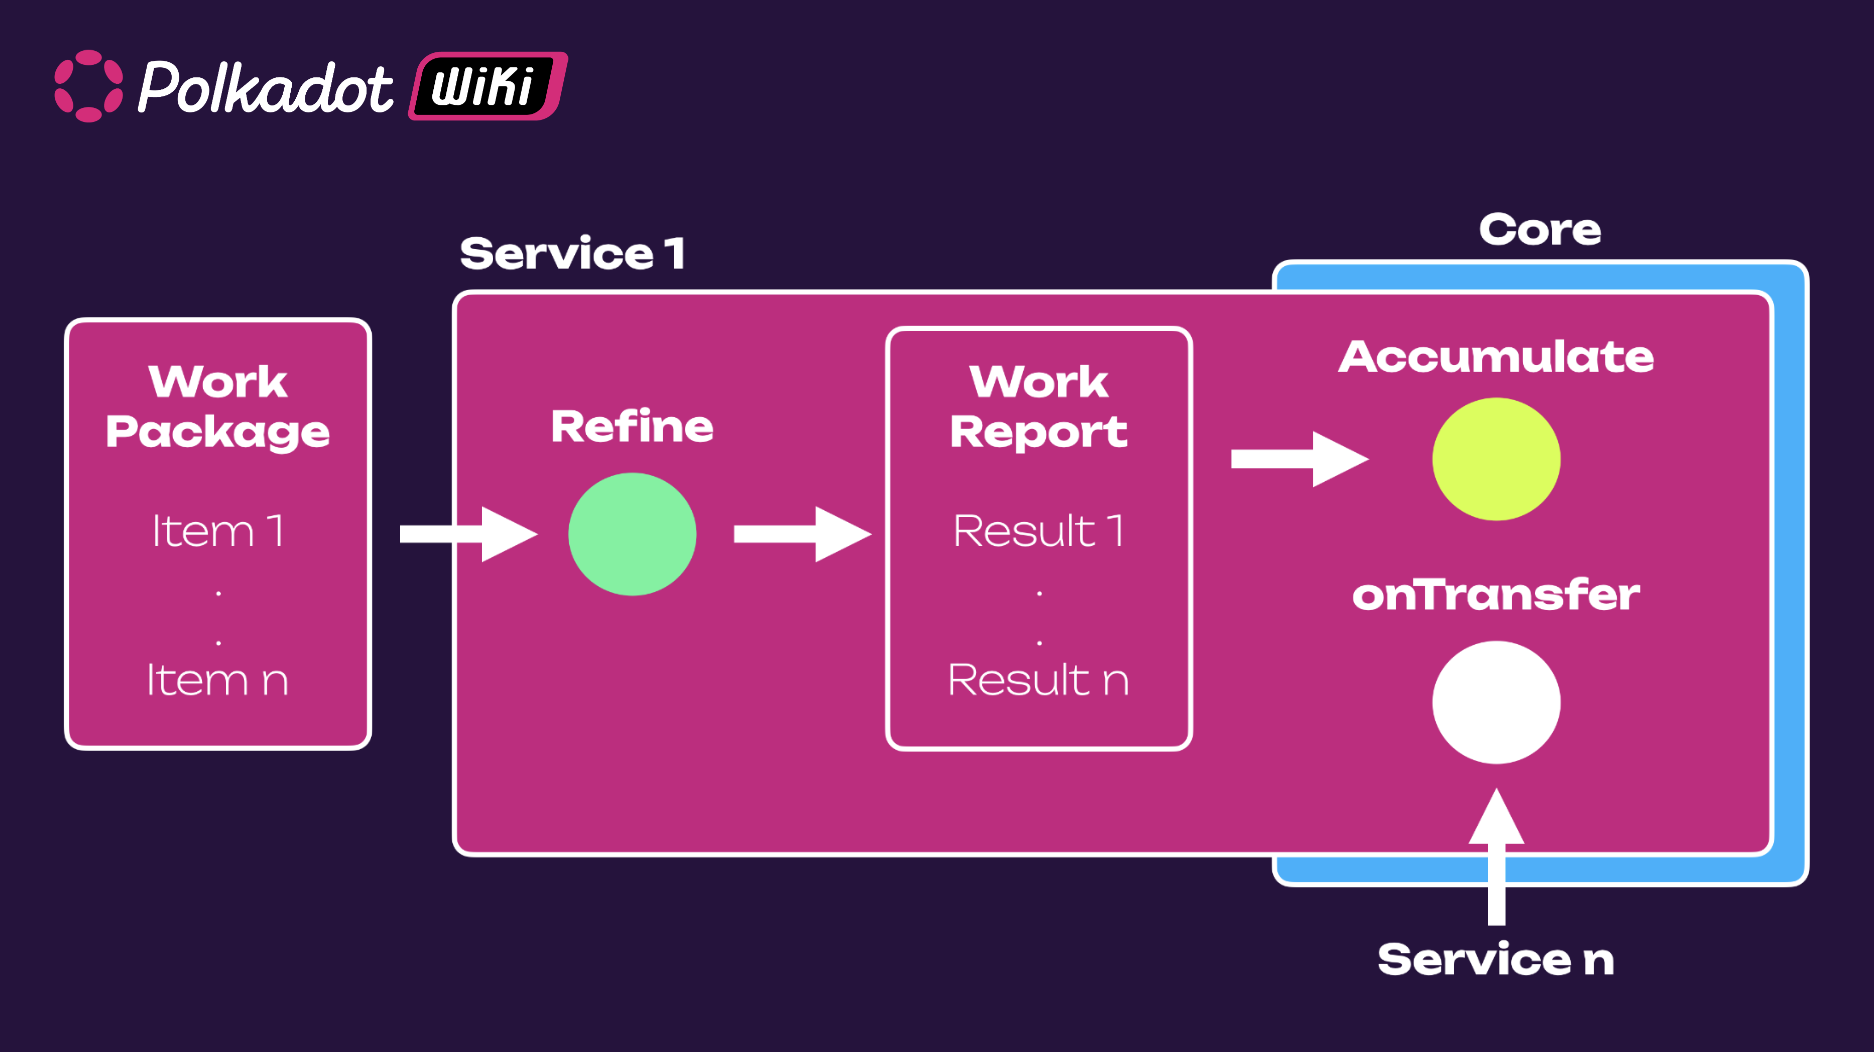 Polkadot WiKi
Core
Service 1
Work
Package
Item 1
.
.
Item n
Refine
Work
Report
Result 1
.
.
Result n
Accumulate
onTransfer
Service n